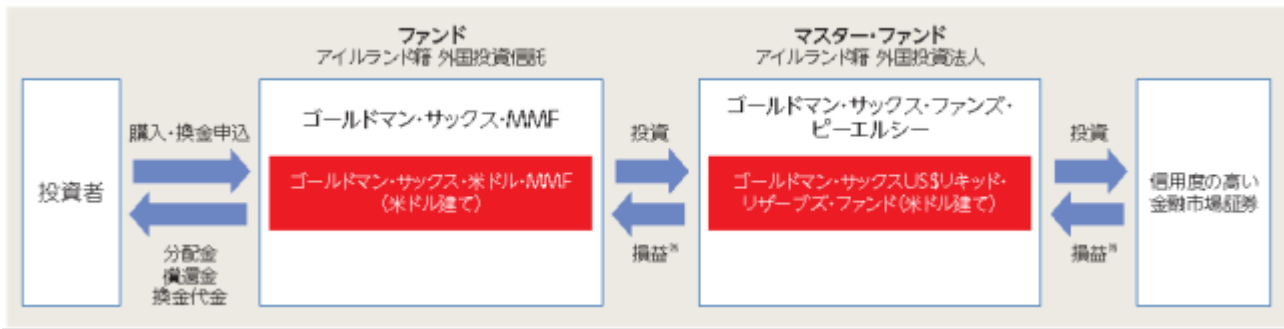 ファンド
アイルランド籍 外国投資信託
マスター・ファンド
アイルランド籍 外国投資法人
投資者
購入・換金申込
分配金
償還金
換金代金
ゴールドマン・サックス・MMF
ゴールドマン・サックス・米ドル・MMF
（米ドル建て）
投資
損益※
ゴールドマン・サックス・ファンズ・
ピーエルシー
ゴールドマン・サックスUS$リキッド・
リザーブズ・ファンド（米ドル建て）
投資
損益※
信用度の高い
金融市場証券